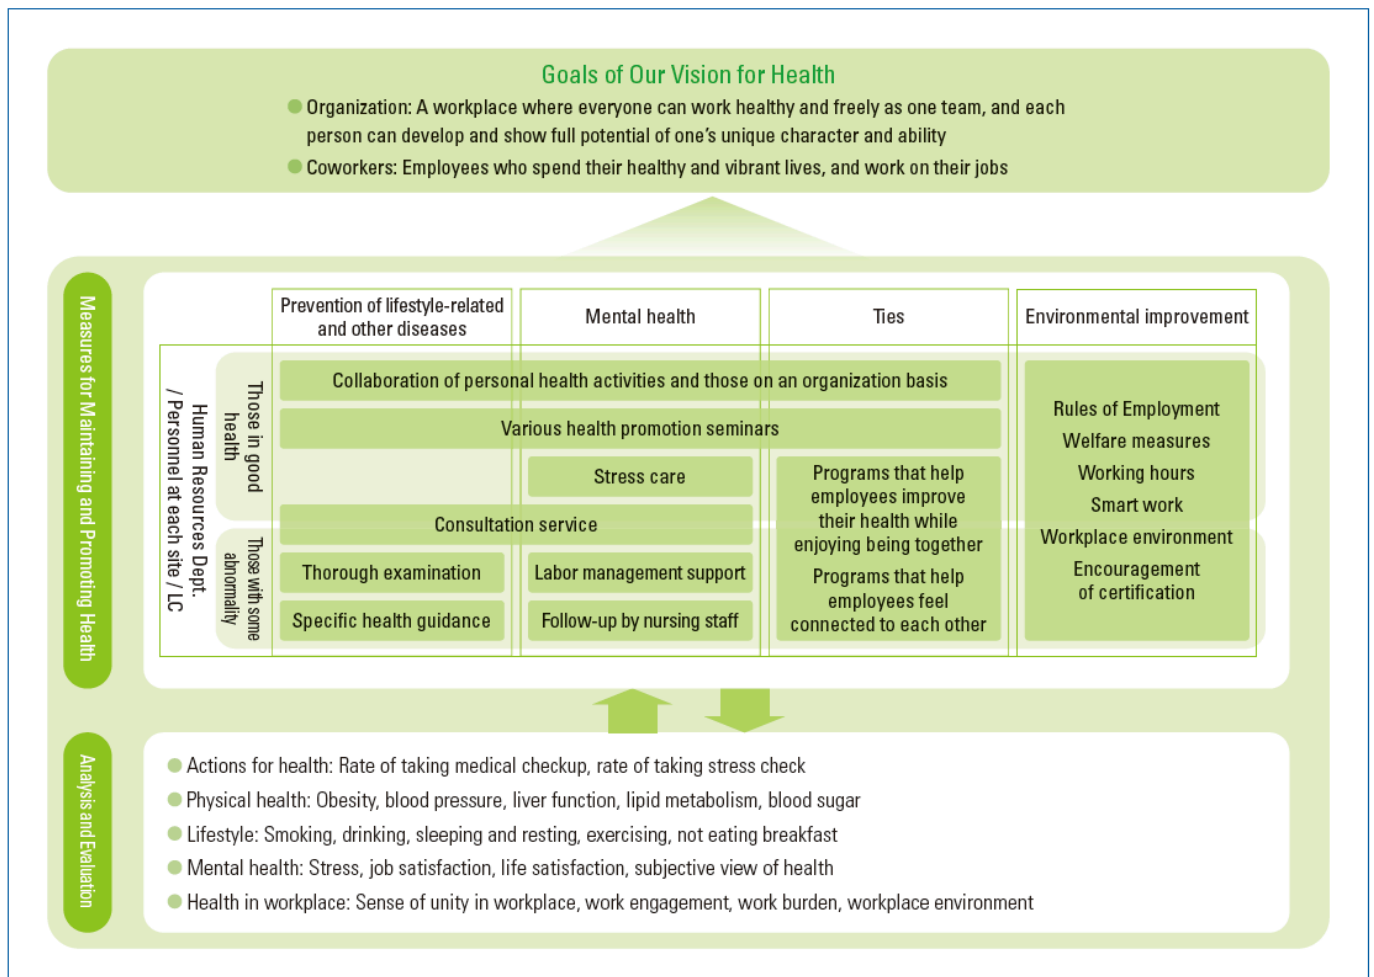 Goals of Our Vision for Health
Organization: A workplace where everyone can work healthy and freely as one team, and each
person can develop and show full potential of one’s unique character and ability
Coworkers: Employees who spend their healthy and vibrant lives, and work on their jobs
Measures for Maintaining and Promoting Health
Prevention of lifestyle-related
and other diseases
Mental health
Ties
Environmental improvement
Human Resources Dept.
/ Personnel at each site / LC
Those in good
health
Those with some
abnormality
Collaboration of personal health activities and those on an organization basis
Various health promotion seminars
Stress care
Consultation service
Thorough examination
Labor management support
Specific health guidance
Follow-up by nursing staff
Programs that help
employees improve
their health while
enjoying being together
Programs that help
employees feel
connected to each other
Rules of Employment
Welfare measures
Working hours
Smart work
Workplace environment
Encouragement
of certification
Analysis and Evaluation
Actions for health: Rate of taking medical checkup, rate of taking stress check
Physical health: Obesity, blood pressure, liver function, lipid metabolism, blood sugar
Lifestyle: Smoking, drinking, sleeping and resting, exercising, not eating breakfast
Mental health: Stress, job satisfaction, life satisfaction, subjective view of health
Health in workplace: Sense of unity in workplace, work engagement, work burden, workplace environment